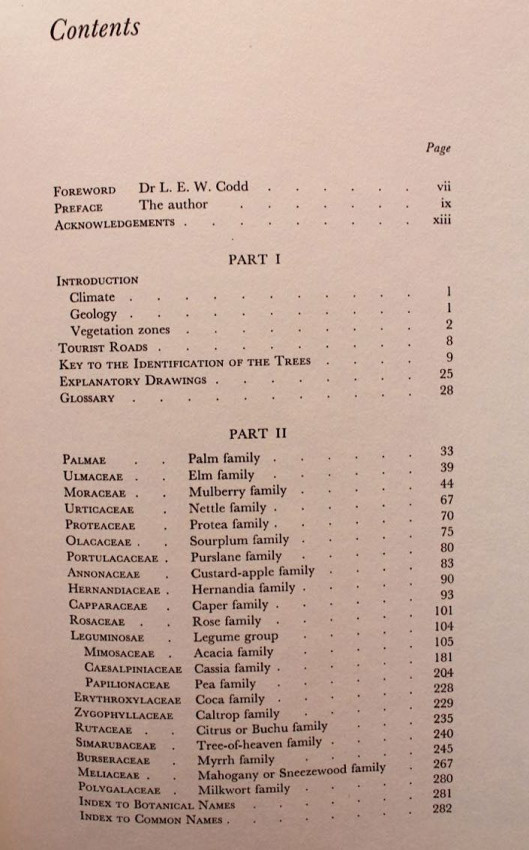 Contents
Page
FOREWORD Dr L. E. W. Codd . . . . . . vii
PREFACE The author . . . . . ix
ACKNOWLEDGEMENTS . . . . . . . xiii
PART I
INTRODUCTION
Climate . . . . . . . . 1
Geology . . . . . . . . 1
Vegetation zones . . . . . . 2
TOURIST ROADS . . . . . . . 8
KEY TO THE IDENTIFICATION OF THE TREES . . . . 9
EXPLANATORY DRAWINGS . . . . . . 25
GLOSSARY . . . . . . . . 28
PART II
PALMAE . . Palm family . . . . . 33
ULMACEAE . . Elm family . . . . . 39
MORACEAE . . Mulberry family . . . . . 44
URTICACEAE . Nettle family . . . . . 67
PROTEACEAE . Protea family . . . . . 70
OLACACEAE . . Sourplum family . . . . . 75
PORTULACACEAE . Purslane family . . . . . 80
ANNONACEAE . Custard-apple family . . . . 83
HERNANDIACEAE . Hernandia family . . . . . 90
CAPPARACEAE . Caper family . . . . . 93
ROSACEAE . . Rose family . . . . . 101
LEGUMINOSAE . Legume group . . . . . 104
MIMOSACEAE . Acacia family . . . . . 105
CAESALPINIACEAE Cassia family . . . . . 181
PAPILIONACEAE Pea family . . . . . 204
ERYTHROXYLACEAE Coca family . . . . . 228
ZYGOPHYLLACEAE Caltrop family . . . . 229
RUTACEAE . . Citrus or Buchu family . . . 235
SIMARUBACEAE . Tree-of-heaven family . . . . 240
BURSERACEAE . Myrrh family . . . . 245
MELIACEAE . . Mahogany or Sneezewood family . . 267
POLYGALACEAE . Milkwort family . . . . 280
INDEX TO BOTANICAL NAMES . . . . . 281
INDEX TO COMMON NAMES . . . . . . 282